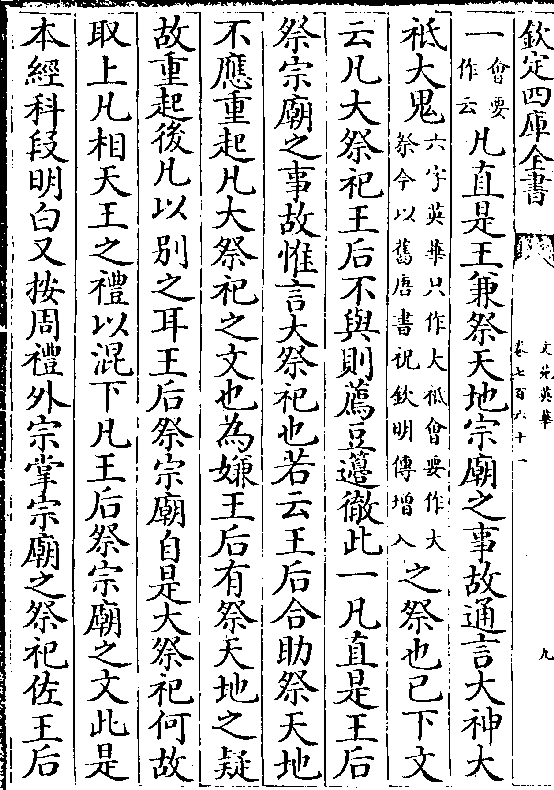 欽定四庫全書
文苑英華
卷七百六十一
九
一會要作云凡直是王兼祭天地宗廟之事故通言大神大
祗大鬼六字英華只作大祗會要作大祭今以舊唐書祝欽明傳增入之祭也已下文
云凡大祭祀王后不與則薦豆籩徹此一凡直是王后
祭宗廟之事故惟言大祭祀也若云王后合助祭天地
不應重起凡大祭祀之文也為嫌王后有祭天地之疑
故重起後凡以别之耳王后祭宗廟自是大祭祀何故
取上凡相天王之禮以混下凡王后祭宗廟之文此是
本經科段明白又按周禮外宗掌宗廟之祭祀佐王后